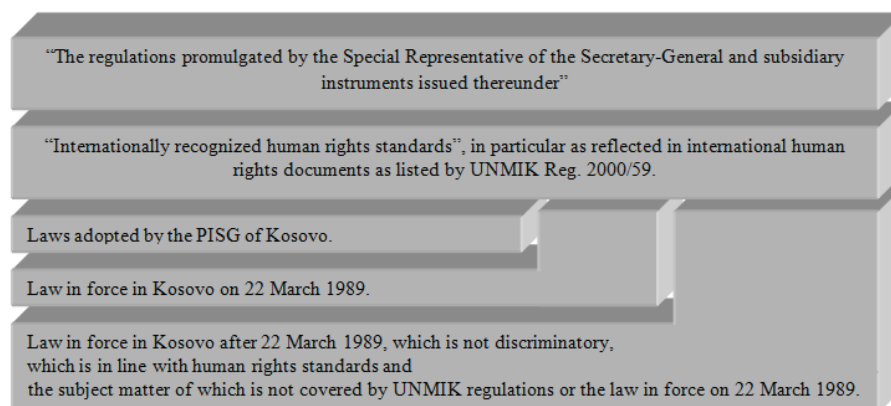 “The regulations promulgated by the Special Representative of the Secretary-General and subsidiary
instruments issued thereunder”
“Internationally recognized human rights standards”, in particular as reflected in international human
rights documents as listed by UNMIK Reg. 2000/59.
Laws adopted by the PISG of Kosovo.
Law in force in Kosovo on 22 March 1989.
Law in force in Kosovo after 22 March 1989, which is not discriminatory,
which is in line with human rights standards and
the subject matter of which is not covered by UNMIK regulations or the law in force on 22 March 1989.